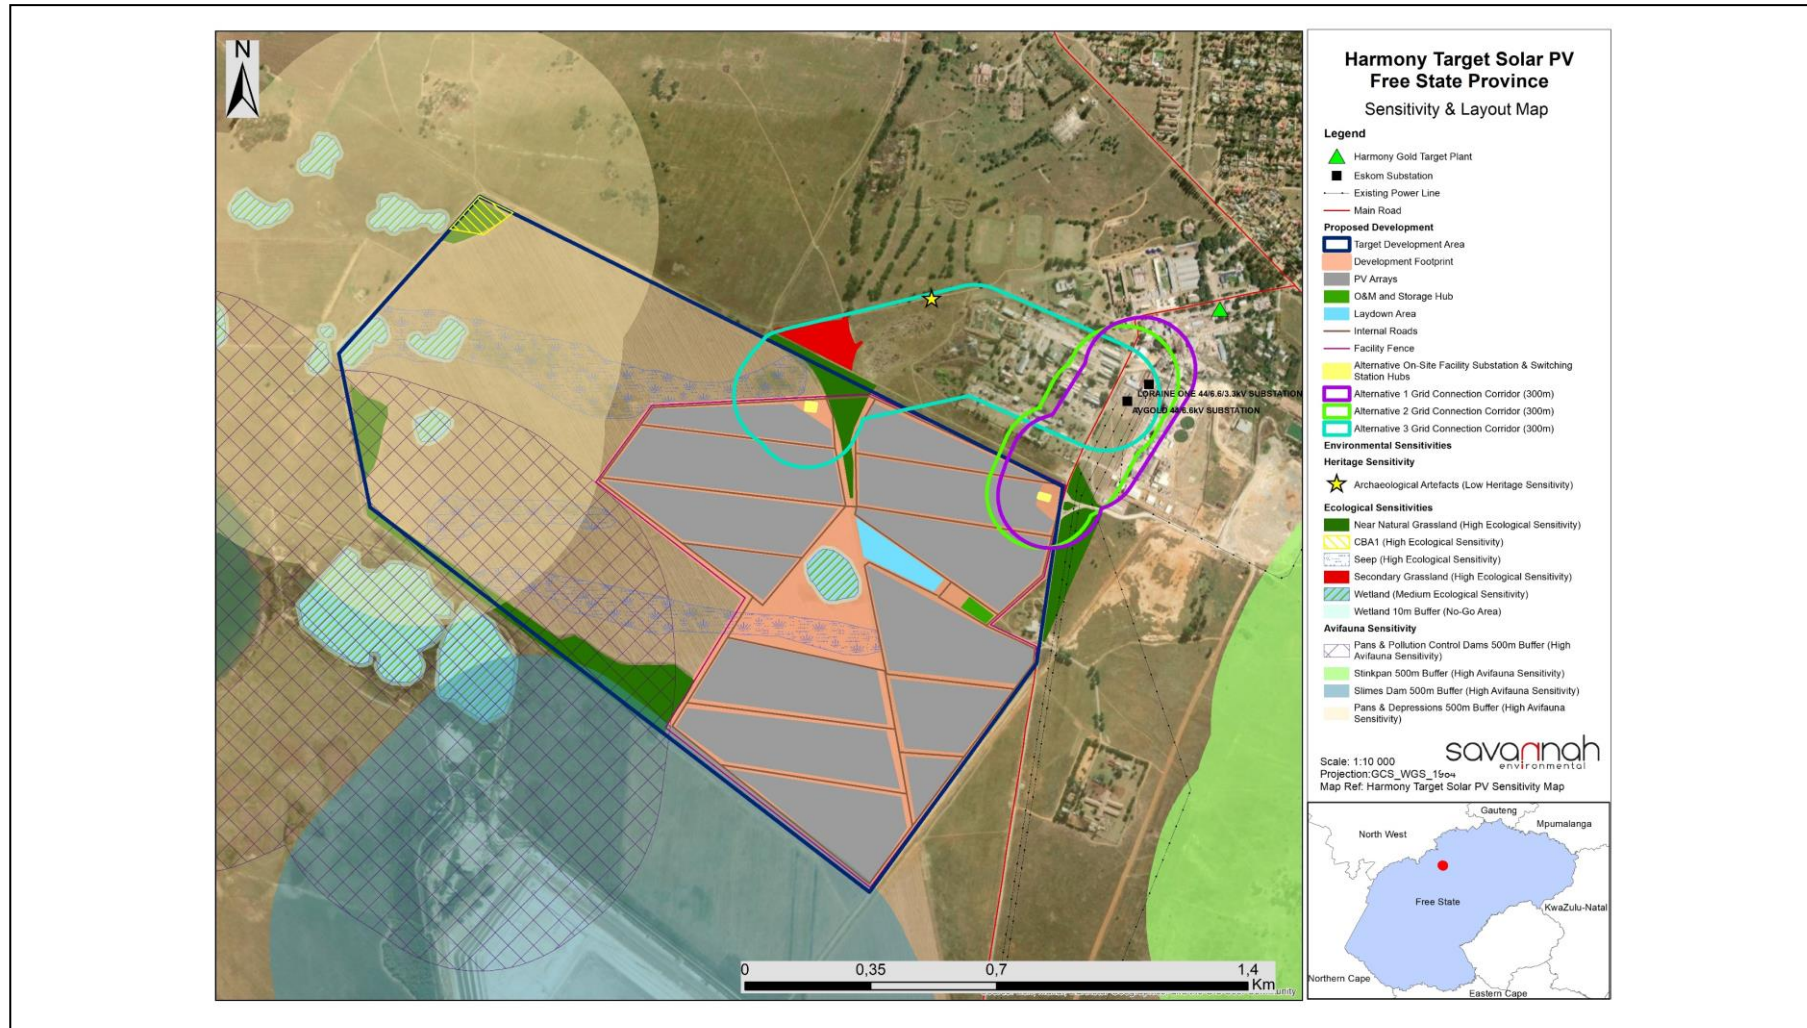 N
LORAINE ONE 44/6.6/3.3kV SUBSTATION
AVGOLD 44/6.6kV SUBSTATION
0 0,35 0,7 1,4
Km
Harmony Target Solar PV
Free State Province
Sensitivity & Layout Map
Legend
Harmony Gold Target Plant
Eskom Substation
Existing Power Line
Main Road
Proposed Development
Target Development Area
Development Footprint
PV Arrays
O&M and Storage Hub
Laydown Area
Internal Roads
Facility Fence
Alternative On-Site Facility Substation & Switching
Station Hubs
Alternative 1 Grid Connection Corridor (300m)
Alternative 2 Grid Connection Corridor (300m)
Alternative 3 Grid Connection Corridor (300m)
Environmental Sensitivities
Heritage Sensitivity
Archaeological Artefacts (Low Heritage Sensitivity)
Ecological Sensitivities
Near Natural Grassland (High Ecological Sensitivity)
CBA1 (High Ecological Sensitivity)
Seep (High Ecological Sensitivity)
Secondary Grassland (High Ecological Sensitivity)
Wetland (Medium Ecological Sensitivity)
Wetland 10m Buffer (No-Go Area)
Avifauna Sensitivity
Pans & Pollution Control Dams 500m Buffer (High
Avifauna Sensitivity)
Stinkpan 500m Buffer (High Avifauna Sensitivity)
Slimes Dam 500m Buffer (High Avifauna Sensitivity)
Pans & Depressions 500m Buffer (High Avifauna
Sensitivity)
savannah
environmental
Scale: 1:10 000
Projection:GCS_WGS_1984
Map Ref: Harmony Target Solar PV Sensitivity Map
Gauteng
North West
Mpumalanga
Free State
KwaZulu-Natal
Northern Cape
Eastern Cape